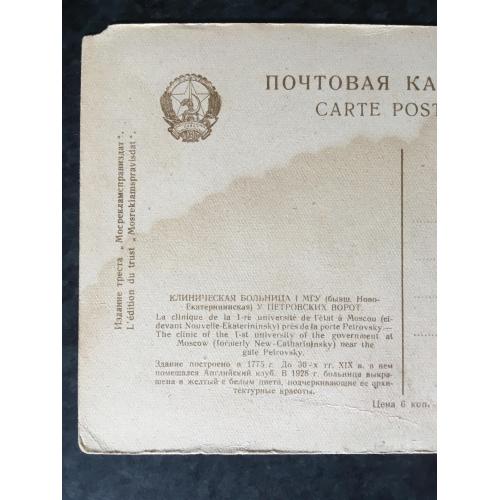 ПОЧТОВАЯ КА
CARTE POST
Издание треста „Мосрекламсправиздат".
L'édition du trust „Mosreklamspravisdat".
КЛИНИЧЕСКАЯ БОЛЬНИЦА I МГУ (бывш. Ново-
Екатерининская) У ПЕТРОВСКИХ ВОРОТ.
La clinique de la 1-re université de l'état à Moscou (ci-
devant Nouvelle-Ekaterininsky) près de la porte Petrovsky.—
The clinic of the 1-st university of the government at
Moscow (formerly New-Catharininsky) near the
gate Petrovsky.
Здание построено в 1775 г. До 30-х гг. XIX в. в нем
помещался Английский клуб. В 1928 г. больница выкра-
шена в желтый с белым цвета, подчеркивающие ее архи-
тектурные красоты.
Цена 6 коп.